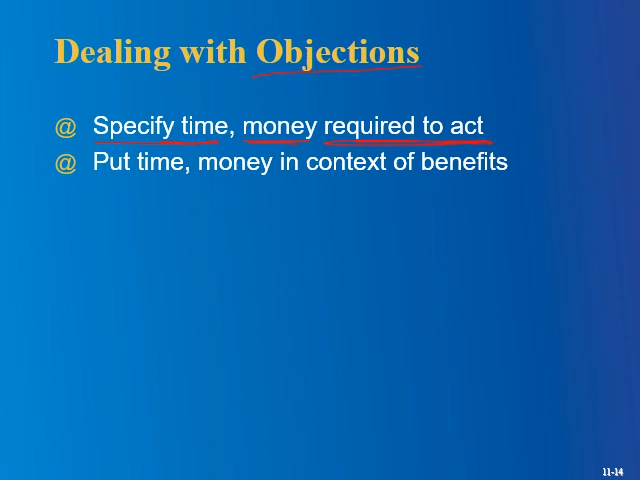 Dealing with Objections
@ Specify time, money required to act
@ Put time, money in context of benefits
11-14